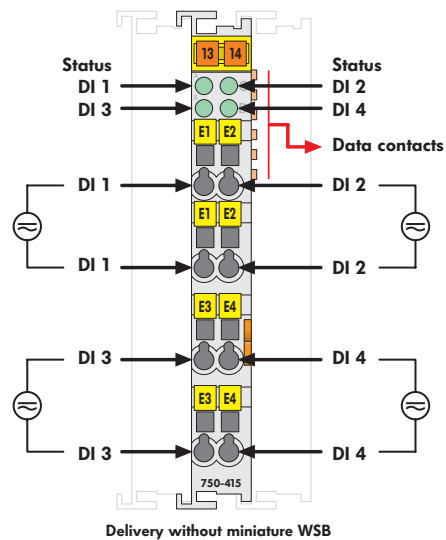 13 14
Status Status
DI 1 DI 2
DI 3 DI 4
E1 E2
Data contacts
DI 1 DI 2
E1 E2
DI 1 DI 2
E3 E4
DI 3 DI 4
E3 E4
DI 3 DI 4
750-415
Delivery without miniature WSB